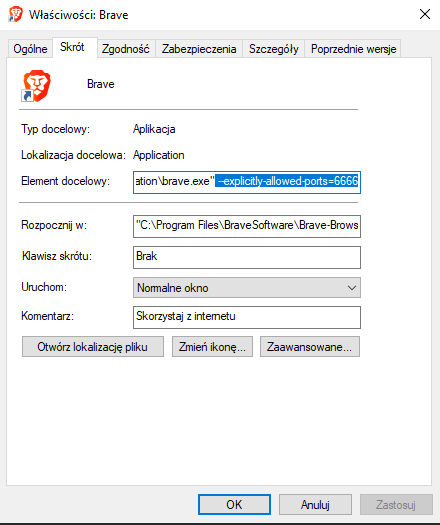 Właściwości: Brave
Ogólne Skrót Zgodność Zabezpieczenia Szczegóły Poprzednie wersje
Brave
Typ docelowy: Aplikacja
Lokalizacja docelowa: Application
Element docelowy: ation\brave.exe" --explicitly-allowed-ports=6666
Rozpocznij w: "C:\Program Files\BraveSoftware\Brave-Brows
Klawisz skrótu: Brak
Uruchom: Normalne okno
Komentarz: Skorzystaj z internetu
Otwórz lokalizację pliku Zmień ikonę... Zaawansowane...
OK Anuluj Zastosuj